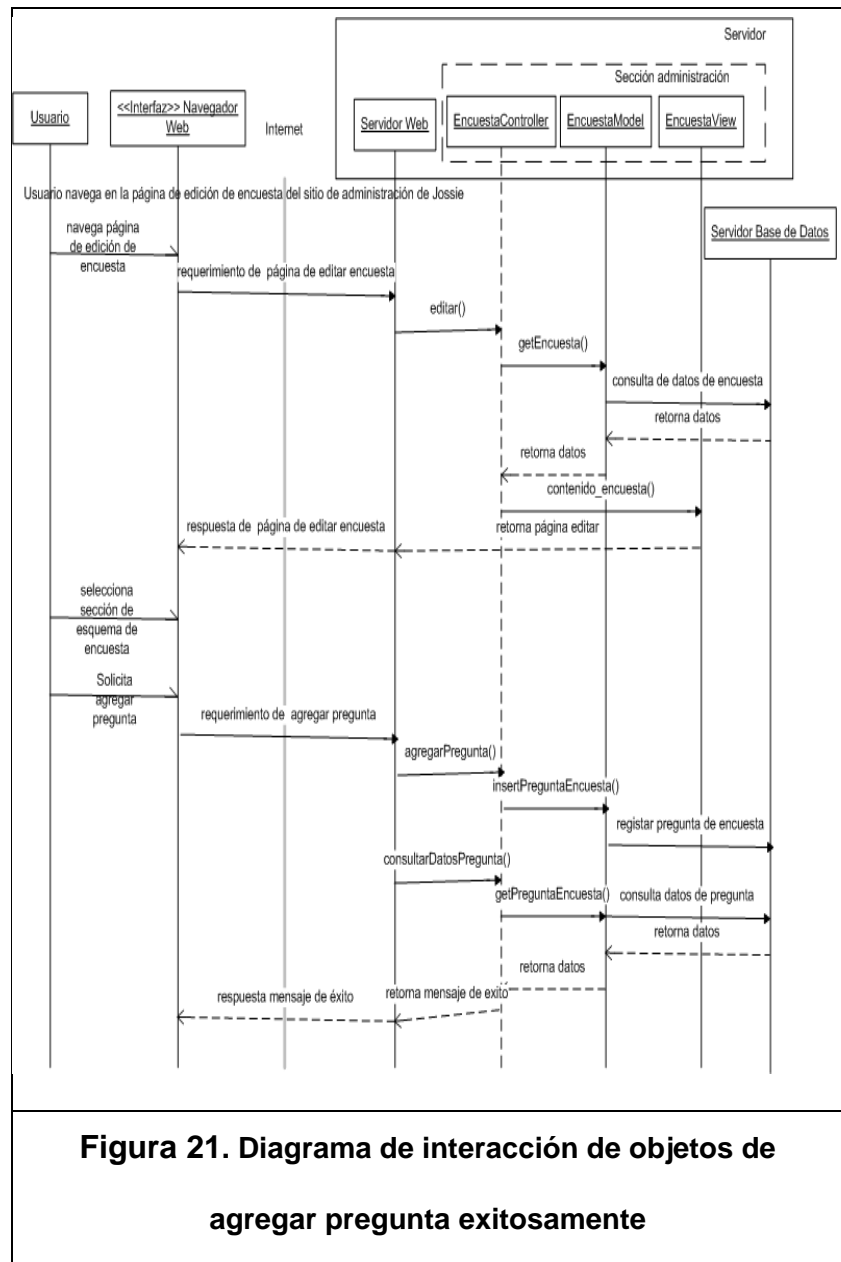 Servidor
Sección administración
Usuario
<<Interfaz>> Navegador
Web
Internet
Servidor Web
EncuestaController
EncuestaModel
EncuestaView
Usuario navega en la página de edición de encuesta del sitio de administración de Jossie
Servidor Base de Datos
navega página
de edición de
encuesta
requerimiento de página de editar encuesta
editar()
getEncuesta()
consulta de datos de encuesta
retorna datos
retorna datos
contenido_encuesta()
respuesta de página de editar encuesta
retorna página editar
selecciona
sección de
esquema de
encuesta
Solicita
agregar
pregunta
requerimiento de agregar pregunta
agregarPregunta()
insertPreguntaEncuesta()
registar pregunta de encuesta
consultarDatosPregunta()
getPreguntaEncuesta()
consulta datos de pregunta
retorna datos
retorna datos
retorna mensaje de exito
respuesta mensaje de éxito
Figura 21. Diagrama de interacción de objetos de
agregar pregunta exitosamente